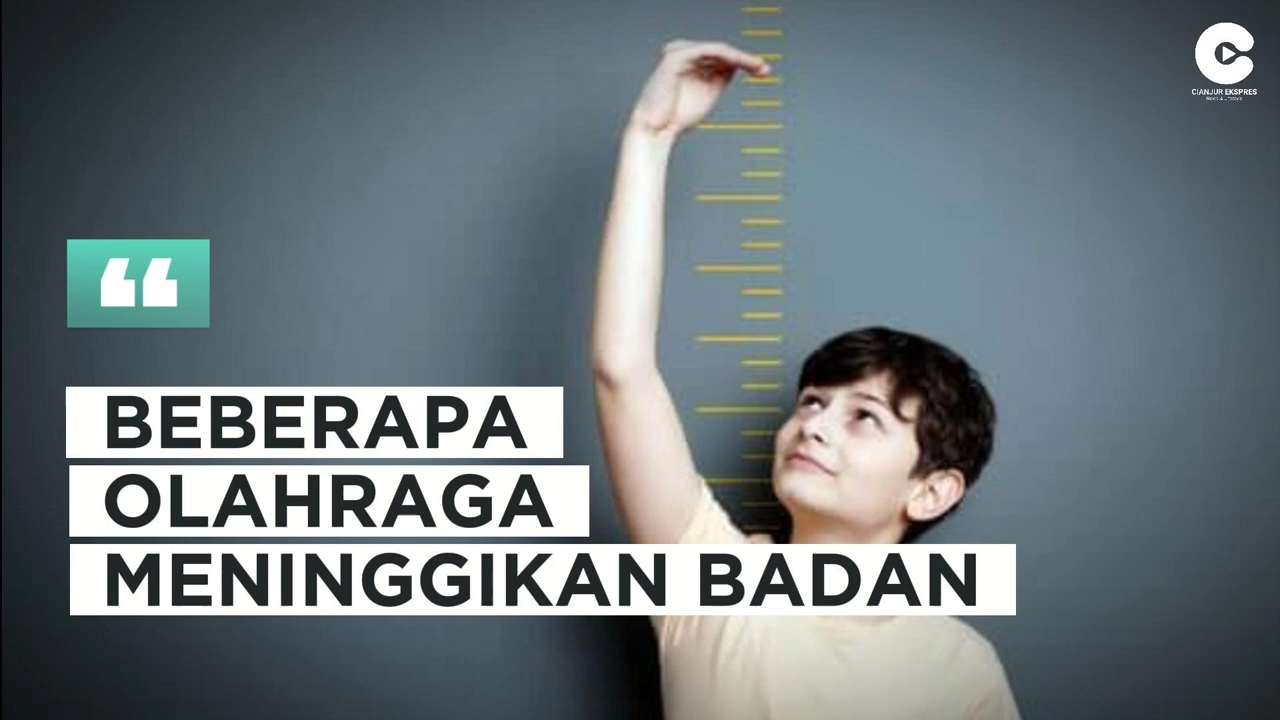 CIANJUR EKSPRES
“
BEBERAPA
OLAHRAGA
MENINGGIKAN BADAN